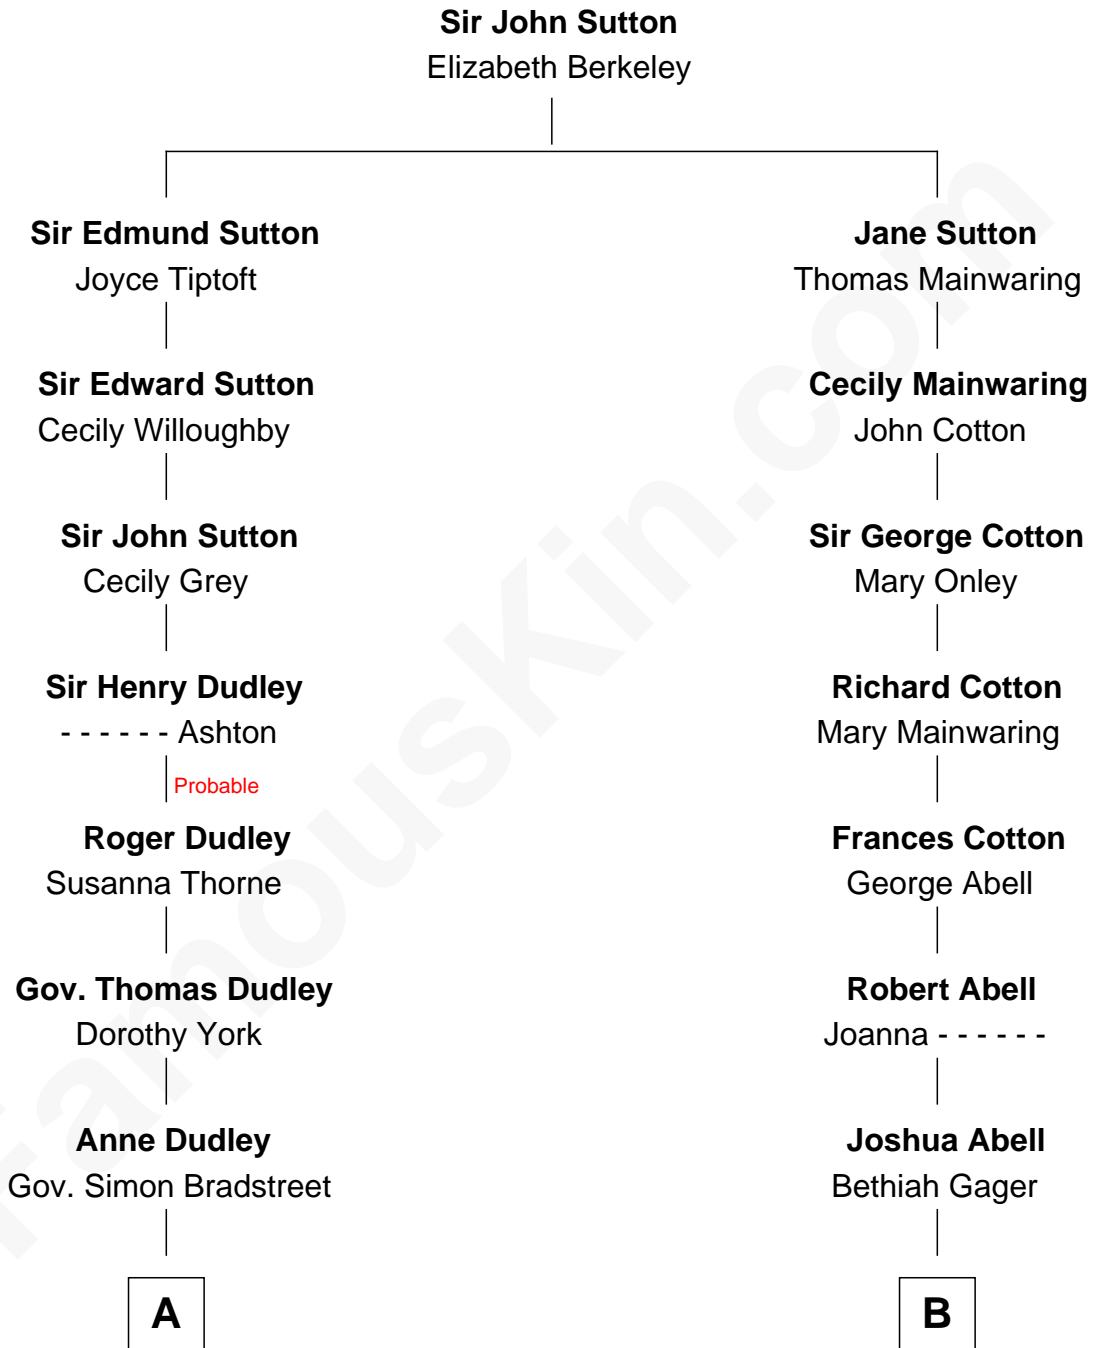 Sir John Sutton
Elizabeth Berkeley
Sir Edmund Sutton
Joyce Tiptoft
Sir Edward Sutton
Cecily Willoughby
Sir John Sutton
Cecily Grey
Sir Henry Dudley
- - - - - - Ashton
Probable
Roger Dudley
Susanna Thorne
Gov. Thomas Dudley
Dorothy York
Anne Dudley
Gov. Simon Bradstreet
A
Jane Sutton
Thomas Mainwaring
Cecily Mainwaring
John Cotton
Sir George Cotton
Mary Onley
Richard Cotton
Mary Mainwaring
Frances Cotton
George Abell
Robert Abell
Joanna - - - - - -
Joshua Abell
Bethiah Gager
B
FamousKin.com